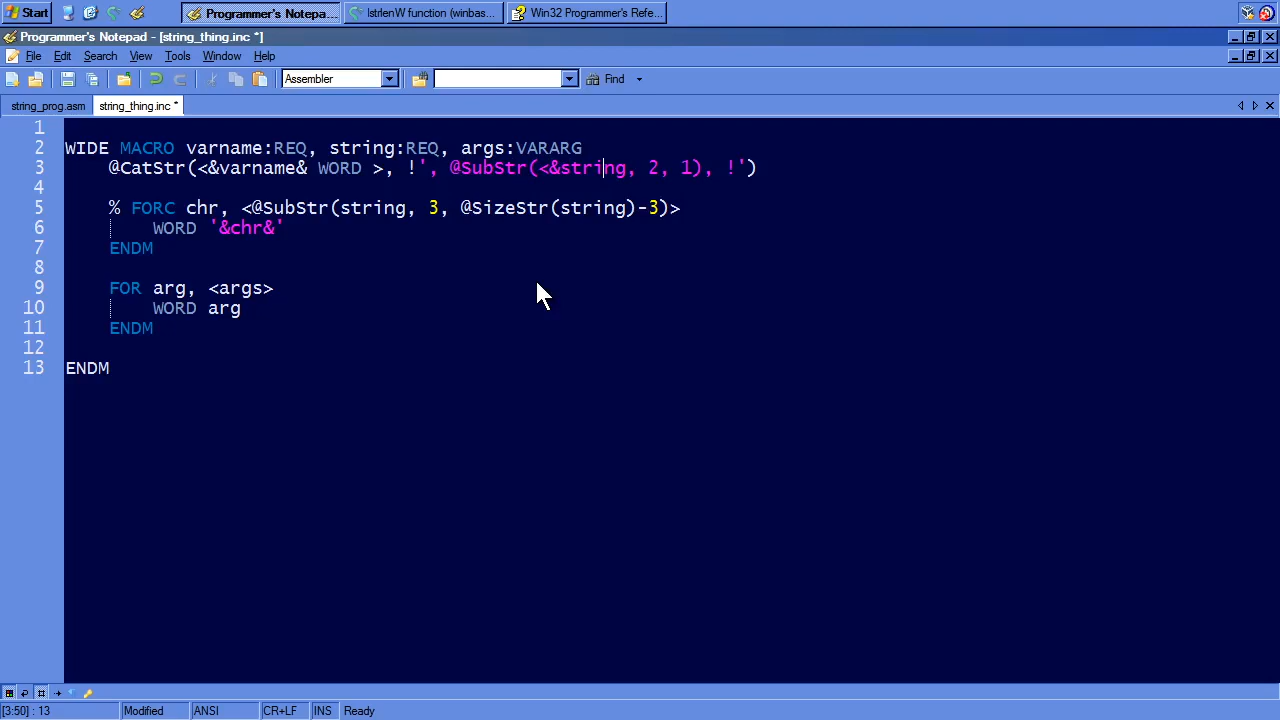 Start Programmer's Notepa... lstrlenW function (winbas... Win32 Programmer's Refe...
Programmer's Notepad - [string_thing.inc *]
File Edit Search View Tools Window Help
Assembler Find
string_prog.asm string_thing.inc *
1
2 WIDE MACRO varname:REQ, string:REQ, args:VARARG
3 @CatStr(<&varname& WORD >, !', @SubStr(<&string, 2, 1), !')
4
5 % FORC chr, <@SubStr(string, 3, @SizeStr(string)-3)>
6 WORD '&chr&'
7 ENDM
8
9 FOR arg, <args>
10 WORD arg
11 ENDM
12
13 ENDM
[3:50] : 13 Modified ANSI CR+LF INS Ready